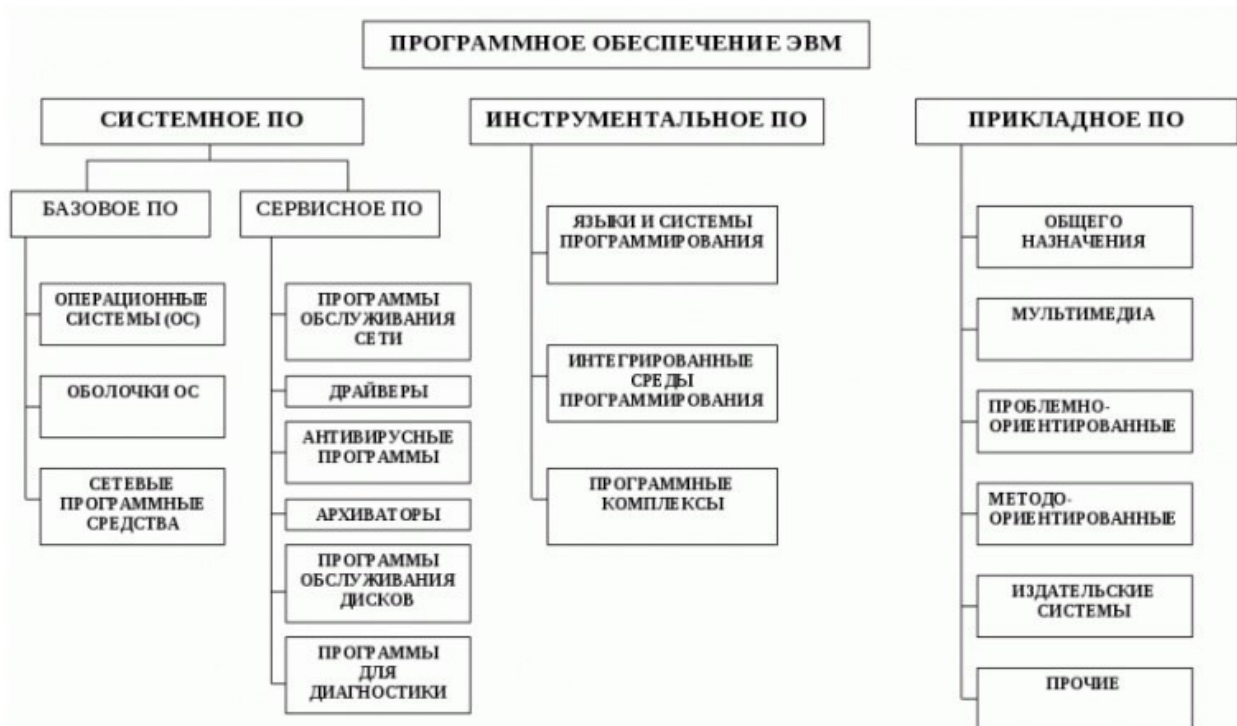 ПРОГРАММНОЕ ОБЕСПЕЧЕНИЕ ЭВМ
СИСТЕМНОЕ ПО
БАЗОВОЕ ПО
ОПЕРАЦИОННЫЕ
СИСТЕМЫ (ОС)
ОБОЛОЧКИ ОС
СЕТЕВЫЕ
ПРОГРАММНЫЕ
СРЕДСТВА
СЕРВИСНОЕ ПО
ПРОГРАММЫ
ОБСЛУЖИВАНИЯ
СЕТИ
ДРАЙВЕРЫ
АНТИВИРУСНЫЕ
ПРОГРАММЫ
АРХИВАТОРЫ
ПРОГРАММЫ
ОБСЛУЖИВАНИЯ
ДИСКОВ
ПРОГРАММЫ
ДЛЯ
ДИАГНОСТИКИ
ИНСТРУМЕНТАЛЬНОЕ ПО
ЯЗЫКИ И СИСТЕМЫ
ПРОГРАММИРОВАНИЯ
ИНТЕГРИРОВАННЫЕ
СРЕДЫ
ПРОГРАММИРОВАНИЯ
ПРОГРАММНЫЕ
КОМПЛЕКСЫ
ПРИКЛАДНОЕ ПО
ОБЩЕГО
НАЗНАЧЕНИЯ
МУЛЬТИМЕДИА
ПРОБЛЕМНО-
ОРИЕНТИРОВАННЫЕ
МЕТОДО-
ОРИЕНТИРОВАННЫЕ
ИЗДАТЕЛЬСКИЕ
СИСТЕМЫ
ПРОЧИЕ